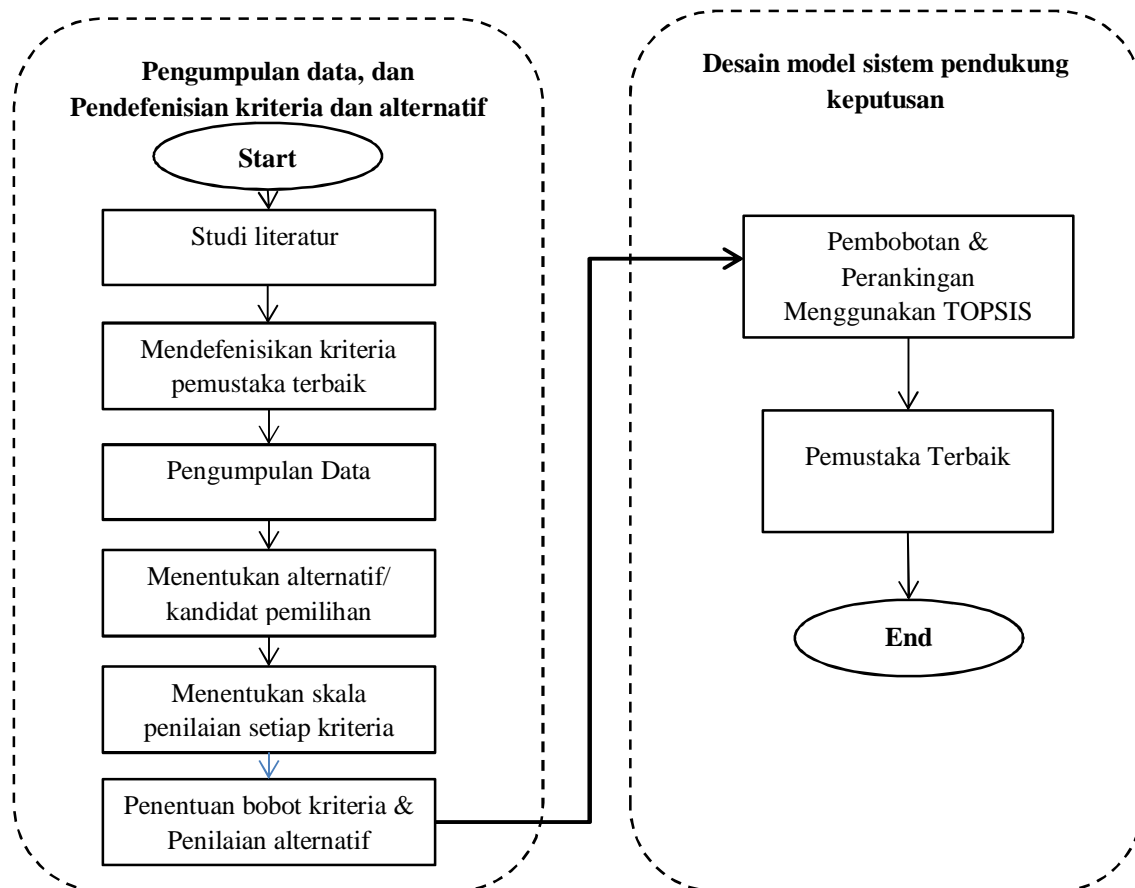 Pengumpulan data, dan
Pendefenisian kriteria dan alternatif
Start
Studi literatur
Mendefenisikan kriteria
pemustaka terbaik
Pengumpulan Data
Menentukan alternatif/
kandidat pemilihan
Menentukan skala
penilaian setiap kriteria
Penentuan bobot kriteria &
Penilaian alternatif
Desain model sistem pendukung
keputusan
Pembobotan &
Perankingan
Menggunakan TOPSIS
Pemustaka Terbaik
End